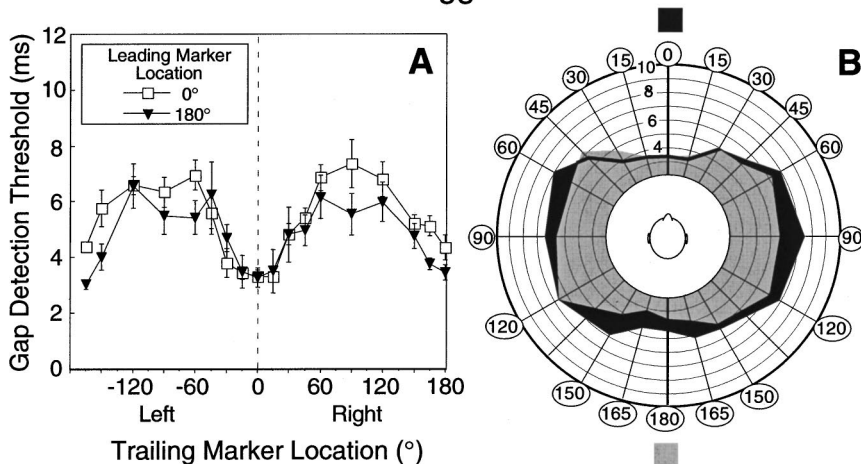 12
10
8
6
4
2
0
Gap Detection Threshold (ms)
Leading Marker
Location
0°
180°
A
-120 -60 0 60 120 180
Left Right
Trailing Marker Location (°)
B
0
15 15
30 30
45 45
60 60
90 90
120 120
150 150
165 165
180
10
8
6
4